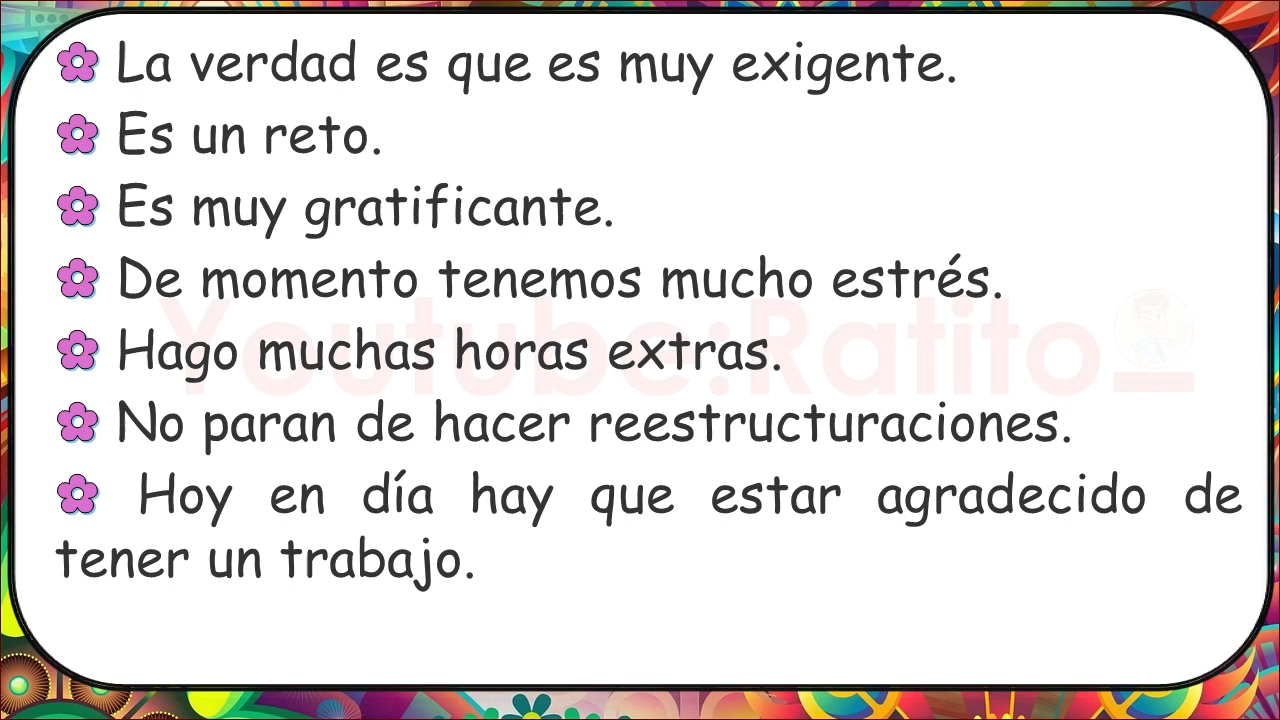 La verdad es que es muy exigente.
Es un reto.
Es muy gratificante.
De momento tenemos mucho estrés.
Hago muchas horas extras.
No paran de hacer reestructuraciones.
Hoy en día hay que estar agradecido de
tener un trabajo.
Youtube:Ratito